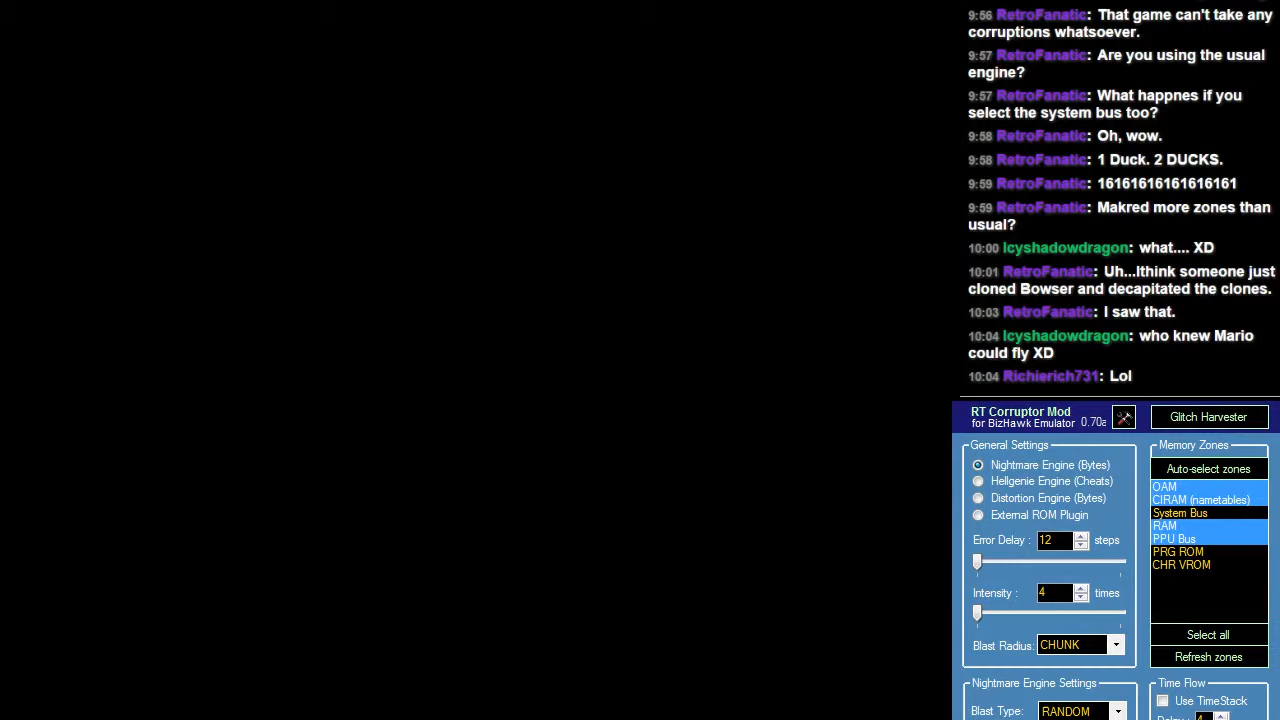 9:56 RetroFanatic: That game can't take any
corruptions whatsoever.
9:57 RetroFanatic: Are you using the usual
engine?
9:57 RetroFanatic: What happnes if you
select the system bus too?
9:58 RetroFanatic: Oh, wow.
9:58 RetroFanatic: 1 Duck. 2 DUCKS.
9:59 RetroFanatic: 16161616161616161
9:59 RetroFanatic: Makred more zones than
usual?
10:00 Icyshadowdragon: what.... XD
10:01 RetroFanatic: Uh...Ithink someone just
cloned Bowser and decapitated the clones.
10:03 RetroFanatic: I saw that.
10:04 Icyshadowdragon: who knew Mario
could fly XD
10:04 Richierich731: Lol
RT Corruptor Mod
for BizHawk Emulator 0.70a
Glitch Harvester
General Settings
Nightmare Engine (Bytes)
Hellgenie Engine (Cheats)
Distortion Engine (Bytes)
External ROM Plugin
Error Delay : 12 steps
Intensity : 4 times
Blast Radius: CHUNK
Memory Zones
Auto-select zones
OAM
CIRAM (nametables)
System Bus
RAM
PPU Bus
PRG ROM
CHR VROM
Select all
Refresh zones
Nightmare Engine Settings
Blast Type: RANDOM
Time Flow
Use TimeStack